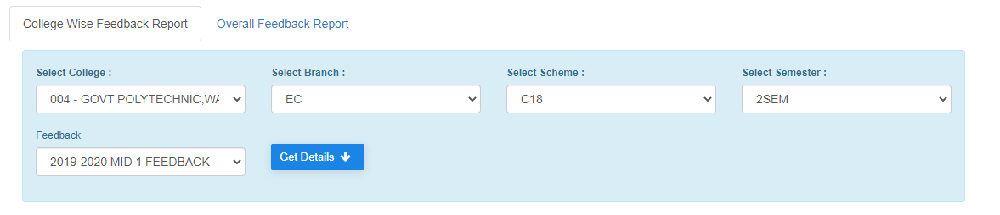 College Wise Feedback Report Overall Feedback Report
Select College : Select Branch : Select Scheme : Select Semester :
004 - GOVT POLYTECHNIC,WA EC C18 2SEM
Feedback:
2019-2020 MID 1 FEEDBACK Get Details